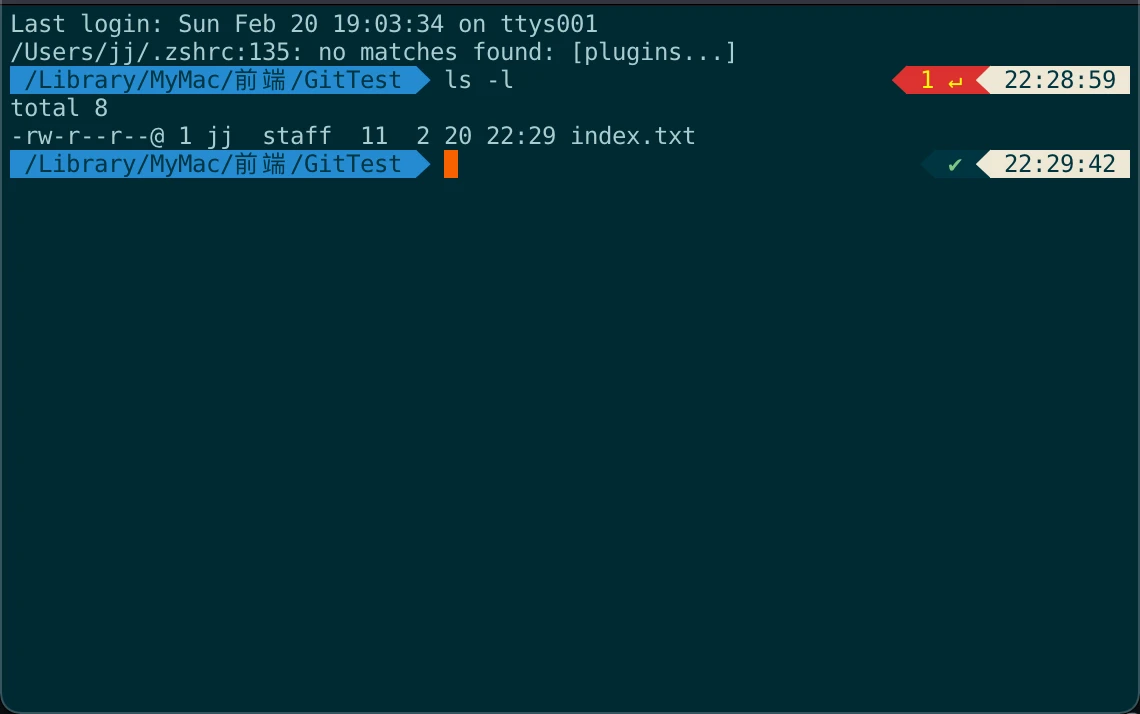 Last login: Sun Feb 20 19:03:34 on ttys001
/Users/jj/.zshrc:135: no matches found: [plugins...]
/Library/MyMac/前端/GitTest ls -l 1 ↵ 22:28:59
total 8
-rw-r--r--@ 1 jj  staff  11  2 20 22:29 index.txt
/Library/MyMac/前端/GitTest ✔ 22:29:42